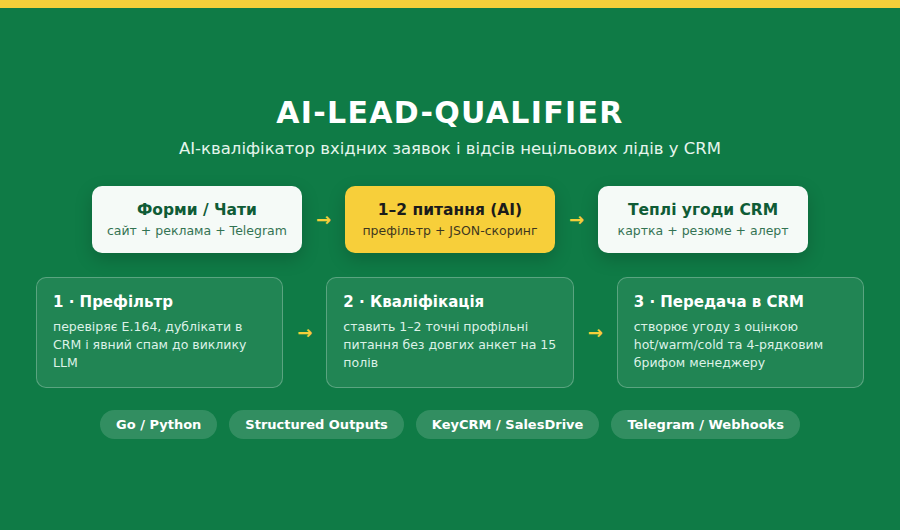 AI-LEAD-QUALIFIER
AI-кваліфікатор вхідних заявок і відсів нецільових лідів у CRM
Форми / Чати
сайт + реклама + Telegram
→
1–2 питання (AI)
префільтр + JSON-скоринг
→
Теплі угоди CRM
картка + резюме + алерт
1 · Префільтр
перевіряє E.164, дублікати в
CRM і явний спам до виклику
LLM
→
2 · Кваліфікація
ставить 1–2 точні профільні
питання без довгих анкет на 15
полів
→
3 · Передача в CRM
створює угоду з оцінкою
hot/warm/cold та 4-рядковим
брифом менеджеру
Go / Python
Structured Outputs
KeyCRM / SalesDrive
Telegram / Webhooks